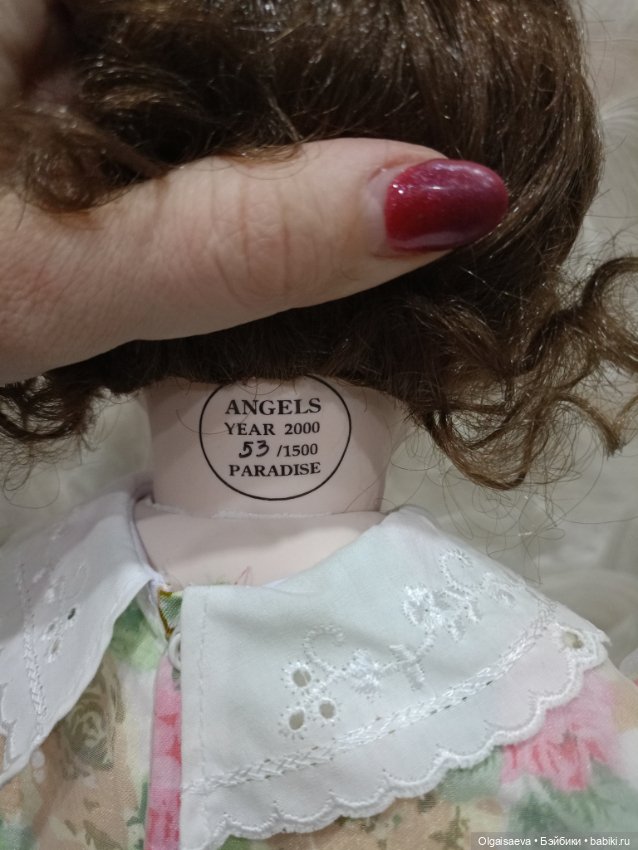 ANGELS
YEAR 2000
53 /1500
PARADISE
Olgaisaeva • Бэйбики • babiki.ru